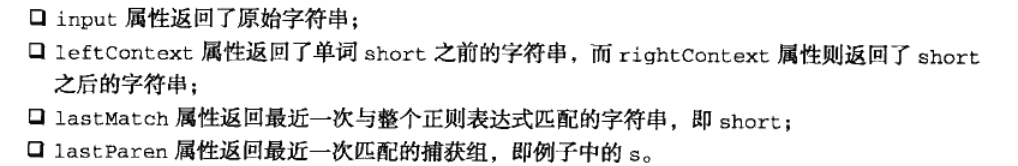 ❑ input 属性返回了原始字符串；
❑ leftContext 属性返回了单词 short 之前的字符串，而 rightContext 属性则返回了 short
之后的字符串；
❑ lastMatch 属性返回最近一次与整个正则表达式匹配的字符串，即 short；
❑ lastParen 属性返回最近一次匹配的捕获组，即例子中的 s。